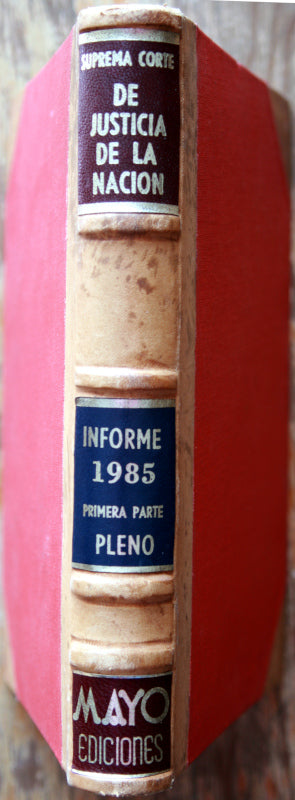 SUPREMA CORTE
DE
JUSTICIA
DE LA
NACION
INFORME
1985
PRIMERA PARTE
PLENO
MAYO
EDICIONES